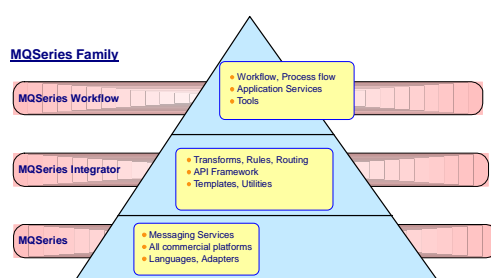 MQSeries Family
Workflow, Process flow
Application Services
Tools
MQSeries Workflow
Transforms, Rules, Routing
API Framework
Templates, Utilities
MQSeries Integrator
Messaging Services
All commercial platforms
Languages, Adapters
MQSeries